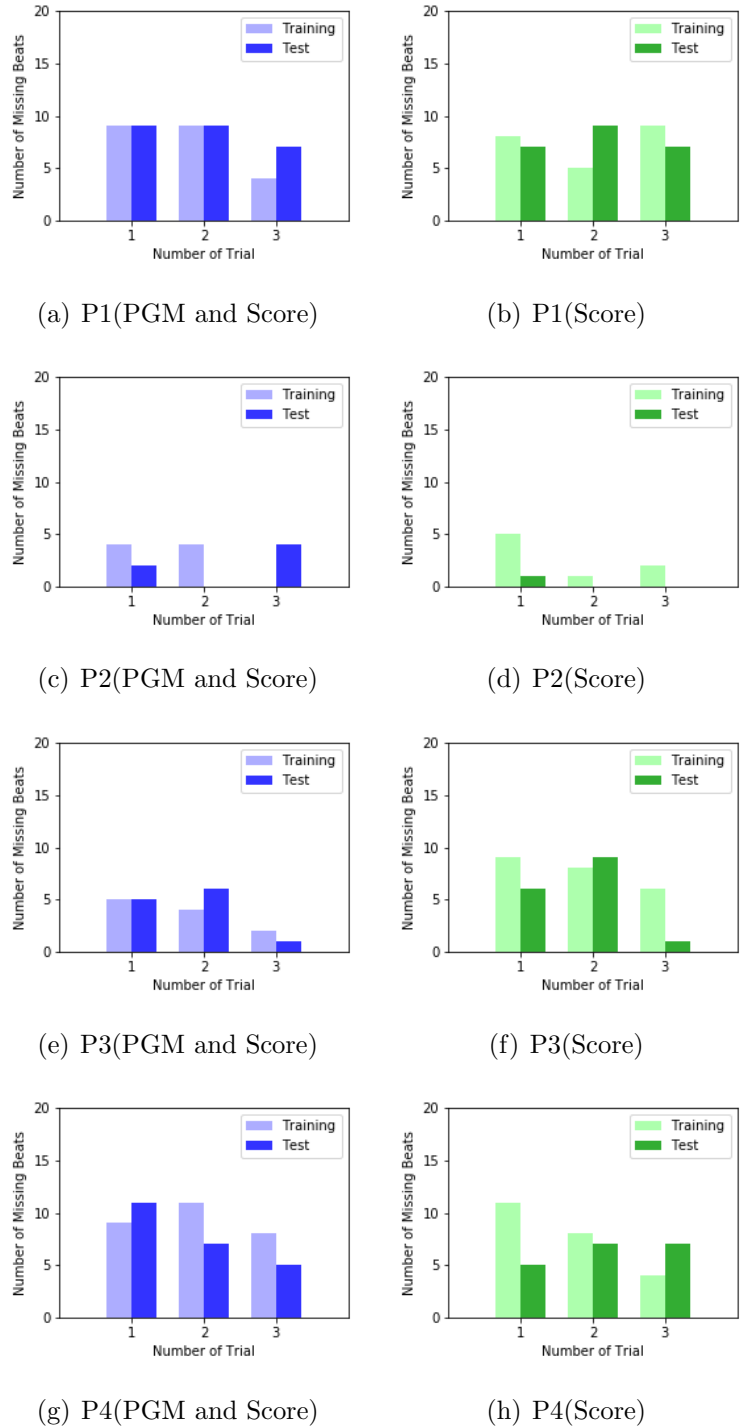 20
15
10
5
0
Number of Missing Beats
Training
Test
1 2 3
Number of Trial
(a) P1(PGM and Score)
20
15
10
5
0
Number of Missing Beats
Training
Test
1 2 3
Number of Trial
(b) P1(Score)
20
15
10
5
0
Number of Missing Beats
Training
Test
1 2 3
Number of Trial
(c) P2(PGM and Score)
20
15
10
5
0
Number of Missing Beats
Training
Test
1 2 3
Number of Trial
(d) P2(Score)
20
15
10
5
0
Number of Missing Beats
Training
Test
1 2 3
Number of Trial
(e) P3(PGM and Score)
20
15
10
5
0
Number of Missing Beats
Training
Test
1 2 3
Number of Trial
(f) P3(Score)
20
15
10
5
0
Number of Missing Beats
Training
Test
1 2 3
Number of Trial
(g) P4(PGM and Score)
20
15
10
5
0
Number of Missing Beats
Training
Test
1 2 3
Number of Trial
(h) P4(Score)